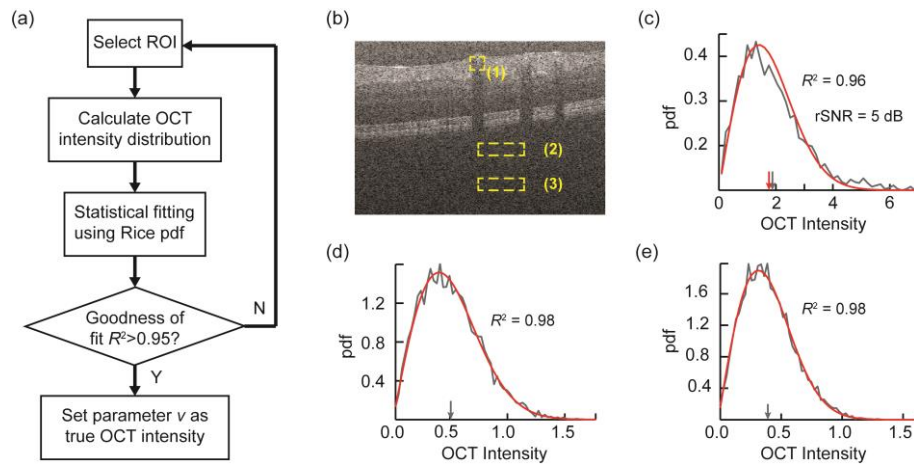 (a)
Select ROI
Calculate OCT
intensity distribution
Statistical fitting
using Rice pdf
Goodness of
fit R²>0.95?
N
Y
Set parameter v as
true OCT intensity
(b)
(1)
(2)
(3)
(c)
pdf
0.4
0.3
0.2
R² = 0.96
rSNR = 5 dB
0 2 4 6
OCT Intensity
(d)
pdf
1.2
0.8
0.4
R² = 0.98
0.0 0.5 1.0 1.5
OCT Intensity
(e)
pdf
1.6
1.2
0.8
0.4
R² = 0.98
0.0 0.5 1.0 1.5
OCT Intensity